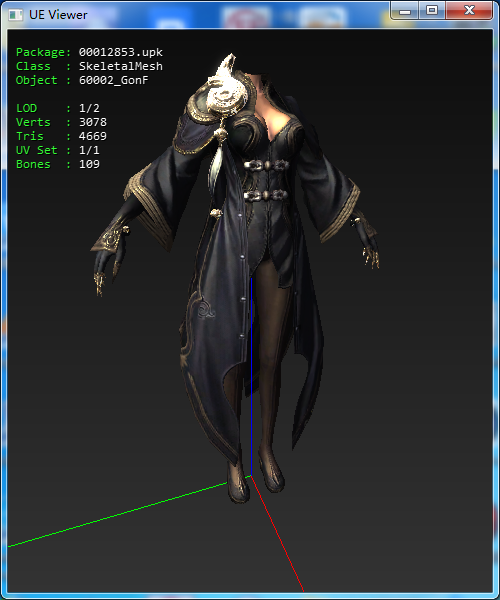 UE Viewer
Package: 00012853.upk
Class  : SkeletalMesh
Object : 60002_GonF
LOD    : 1/2
Verts  : 3078
Tris   : 4669
UV Set : 1/1
Bones  : 109